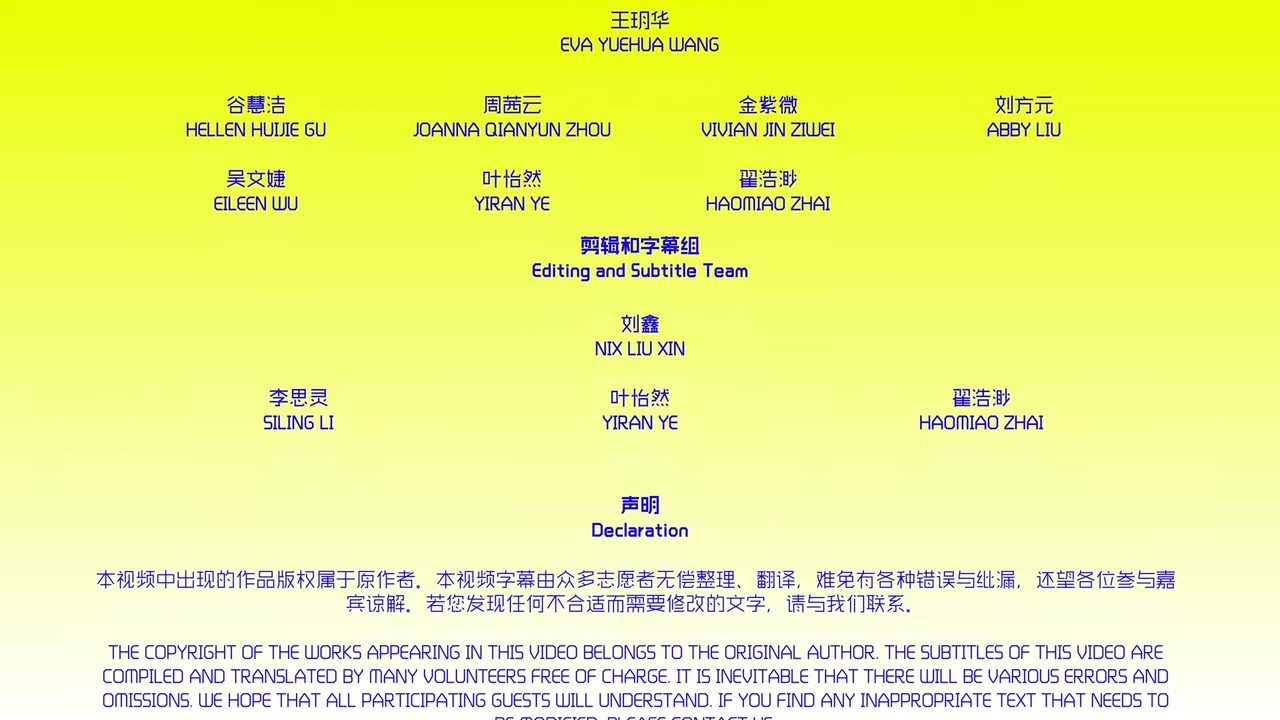 王玥华
EVA YUEHUA WANG
谷慧洁 周茜云 金紫微 刘方元
HELLEN HUIJIE GU JOANNA QIANYUN ZHOU VIVIAN JIN ZIWEI ABBY LIU
吴文婕 叶怡然 翟浩渺
EILEEN WU YIRAN YE HAOMIAO ZHAI
剪辑和字幕组
Editing and Subtitle Team
刘鑫
NIX LIU XIN
李思灵 叶怡然 翟浩渺
SILING LI YIRAN YE HAOMIAO ZHAI
声明
Declaration
本视频中出现的作品版权属于原作者。本视频字幕由众多志愿者无偿整理、翻译，难免有各种错误与纰漏，还望各位参与嘉
宾谅解。若您发现任何不合适而需要修改的文字，请与我们联系。
THE COPYRIGHT OF THE WORKS APPEARING IN THIS VIDEO BELONGS TO THE ORIGINAL AUTHOR. THE SUBTITLES OF THIS VIDEO ARE
COMPILED AND TRANSLATED BY MANY VOLUNTEERS FREE OF CHARGE. IT IS INEVITABLE THAT THERE WILL BE VARIOUS ERRORS AND
OMISSIONS. WE HOPE THAT ALL PARTICIPATING GUESTS WILL UNDERSTAND. IF YOU FIND ANY INAPPROPRIATE TEXT THAT NEEDS TO
BE MODIFIED, PLEASE CONTACT US.